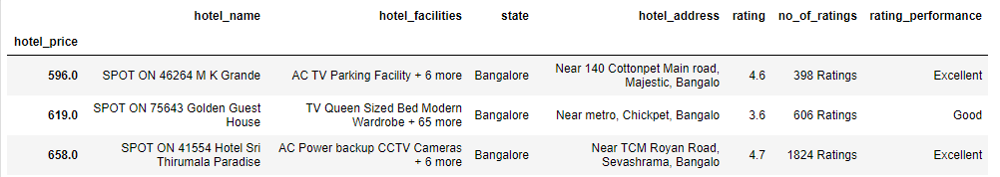 hotel_name hotel_facilities state hotel_address rating no_of_ratings rating_performance
hotel_price
596.0 SPOT ON 46264 M K Grande AC TV Parking Facility + 6 more Bangalore Near 140 Cottonpet Main road, Majestic, Bangalo 4.6 398 Ratings Excellent
619.0 SPOT ON 75643 Golden Guest House TV Queen Sized Bed Modern Wardrobe + 65 more Bangalore Near metro, Chickpet, Bangalo 3.6 606 Ratings Good
658.0 SPOT ON 41554 Hotel Sri Thirumala Paradise AC Power backup CCTV Cameras + 6 more Bangalore Near TCM Royan Road, Sevashrama, Bangalo 4.7 1824 Ratings Excellent